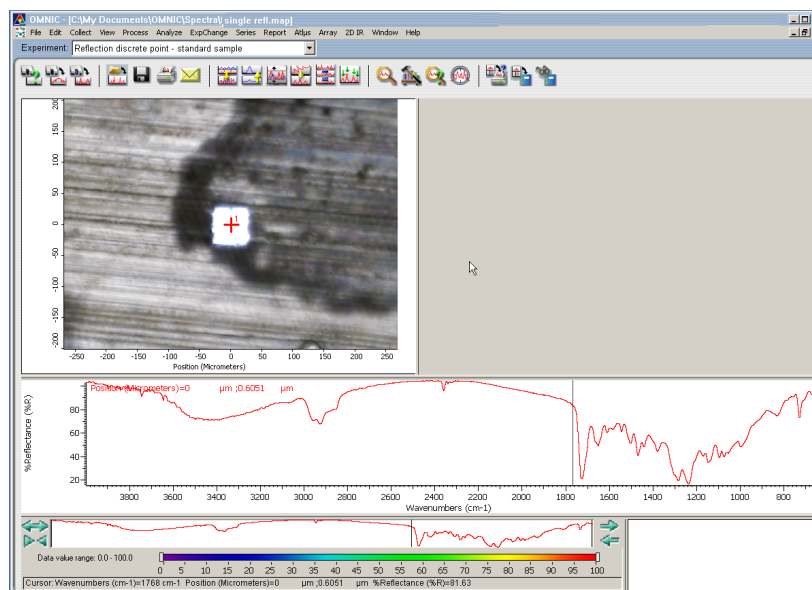 OMNIC - [C:\My Documents\OMNIC\Spectra\ single refl.map]
File Edit Collect View Process Analyze ExpChange Series Report Atlμs Array 2D IR Window Help
Experiment: Reflection discrete point - standard sample
200
150
100
50
0
-50
-100
-150
-200
1
-250 -200 -150 -100 -50 0 50 100 150 200 250
Position (Micrometers)
Position (Micrometers)=0 μm ;0.6051 μm
80
60
40
20
%Reflectance (%R)
3800 3600 3400 3200 3000 2800 2600 2400 2200 2000 1800 1600 1400 1200 1000 800
Wavenumbers (cm-1)
Data value range: 0.0 - 100.0
0 5 10 15 20 25 30 35 40 45 50 55 60 65 70 75 80 85 90 95 100
Cursor: Wavenumbers (cm-1)=1768 cm-1 Position (Micrometers)=0 μm ;0.6051 μm %Reflectance (%R)=81.63